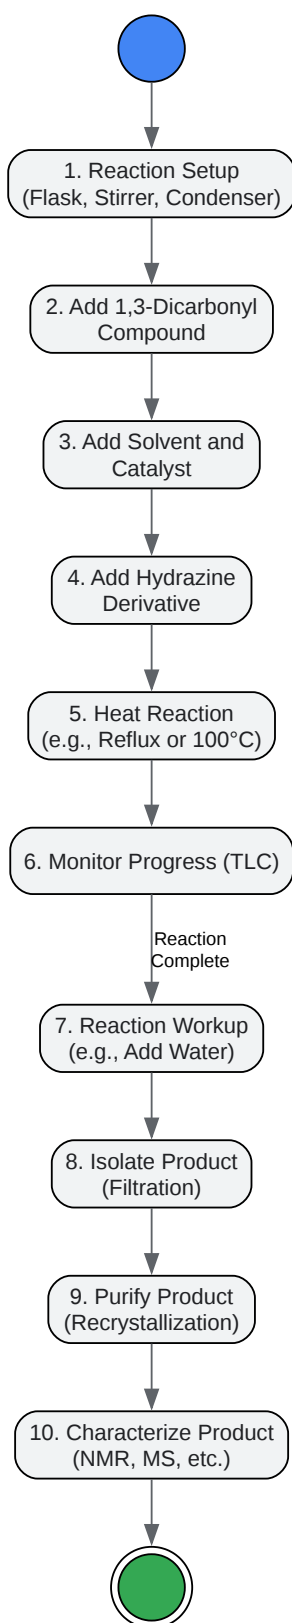 1. Reaction Setup
(Flask, Stirrer, Condenser)
2. Add 1,3-Dicarbonyl
Compound
3. Add Solvent and
Catalyst
4. Add Hydrazine
Derivative
5. Heat Reaction
(e.g., Reflux or 100°C)
6. Monitor Progress (TLC)
Reaction
Complete
7. Reaction Workup
(e.g., Add Water)
8. Isolate Product
(Filtration)
9. Purify Product
(Recrystallization)
10. Characterize Product
(NMR, MS, etc.)